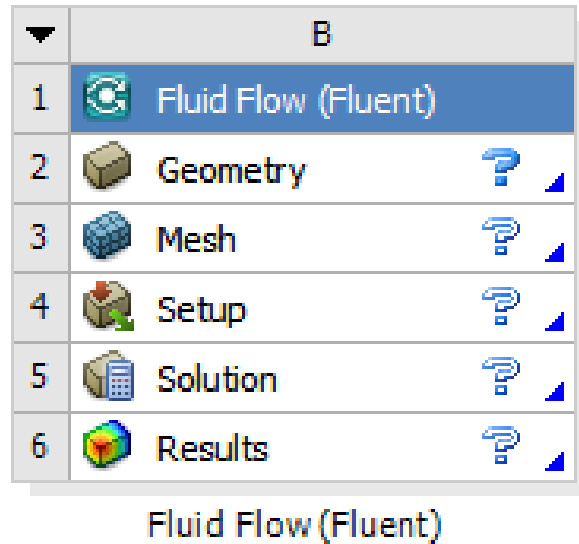 B
1 Fluid Flow (Fluent)
2 Geometry ?
3 Mesh ?
4 Setup ?
5 Solution ?
6 Results ?
Fluid Flow (Fluent)